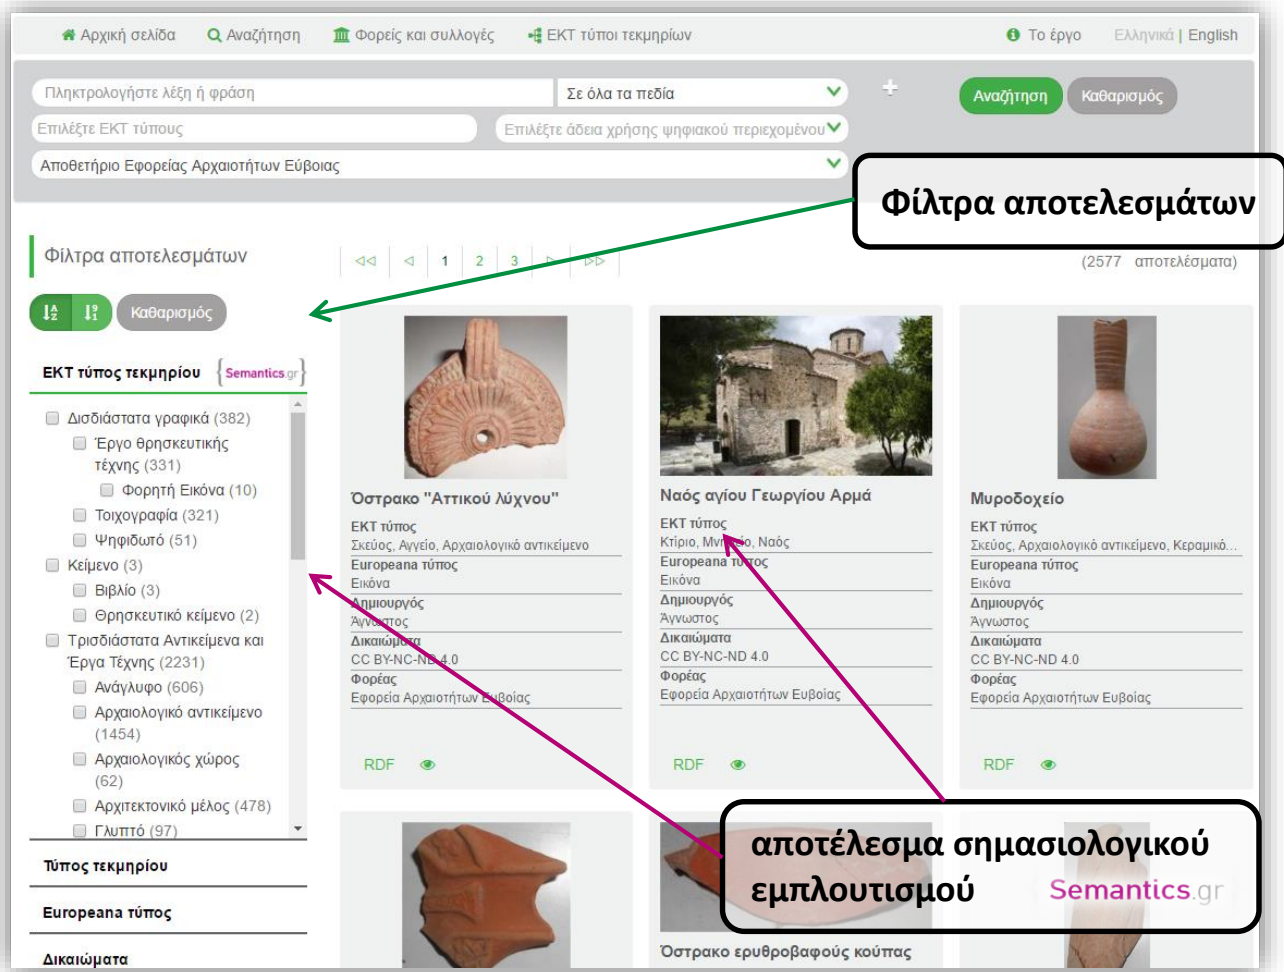 Αρχική σελίδα Αναζήτηση Φορείς και συλλογές ΕΚΤ τύποι τεκμηρίων Το έργο Ελληνικά | English
Πληκτρολογήστε λέξη ή φράση Σε όλα τα πεδία Αναζήτηση Καθαρισμός
Επιλέξτε ΕΚΤ τύπους Επιλέξτε άδεια χρήσης ψηφιακού περιεχομένου
Αποθετήριο Εφορείας Αρχαιοτήτων Εύβοιας
Φίλτρα αποτελεσμάτων
Φίλτρα αποτελεσμάτων
1 2 3 (2577 αποτελέσματα)
Καθαρισμός
ΕΚΤ τύπος τεκμηρίου {Semantics.gr}
Δισδιάστατα γραφικά (382)
Έργο θρησκευτικής
τέχνης (331)
Φορητή Εικόνα (10)
Τοιχογραφία (321)
Ψηφιδωτό (51)
Κείμενο (3)
Βιβλίο (3)
Θρησκευτικό κείμενο (2)
Τρισδιάστατα Αντικείμενα και
Έργα Τέχνης (2231)
Ανάγλυφο (606)
Αρχαιολογικό αντικείμενο
(1454)
Αρχαιολογικός χώρος
(62)
Αρχιτεκτονικό μέλος (478)
Γλυπτό (97)
Τύπος τεκμηρίου
Europeana τύπος
Δικαιώματα
Όστρακο "Αττικού λύχνου"
ΕΚΤ τύπος
Σκεύος, Αγγείο, Αρχαιολογικό αντικείμενο
Europeana τύπος
Εικόνα
Δημιουργός
Άγνωστος
Δικαιώματα
CC BY-NC-ND 4.0
Φορέας
Εφορεία Αρχαιοτήτων Ευβοίας
RDF
Ναός αγίου Γεωργίου Αρμά
ΕΚΤ τύπος
Κτίριο, Μνημείο, Ναός
Europeana τύπος
Εικόνα
Δημιουργός
Άγνωστος
Δικαιώματα
CC BY-NC-ND 4.0
Φορέας
Εφορεία Αρχαιοτήτων Ευβοίας
RDF
Μυροδοχείο
ΕΚΤ τύπος
Σκεύος, Αρχαιολογικό αντικείμενο, Κεραμικό...
Europeana τύπος
Εικόνα
Δημιουργός
Άγνωστος
Δικαιώματα
CC BY-NC-ND 4.0
Φορέας
Εφορεία Αρχαιοτήτων Ευβοίας
RDF
αποτέλεσμα σημασιολογικού
εμπλουτισμού Semantics.gr
Όστρακο ερυθροβαφούς κούπας